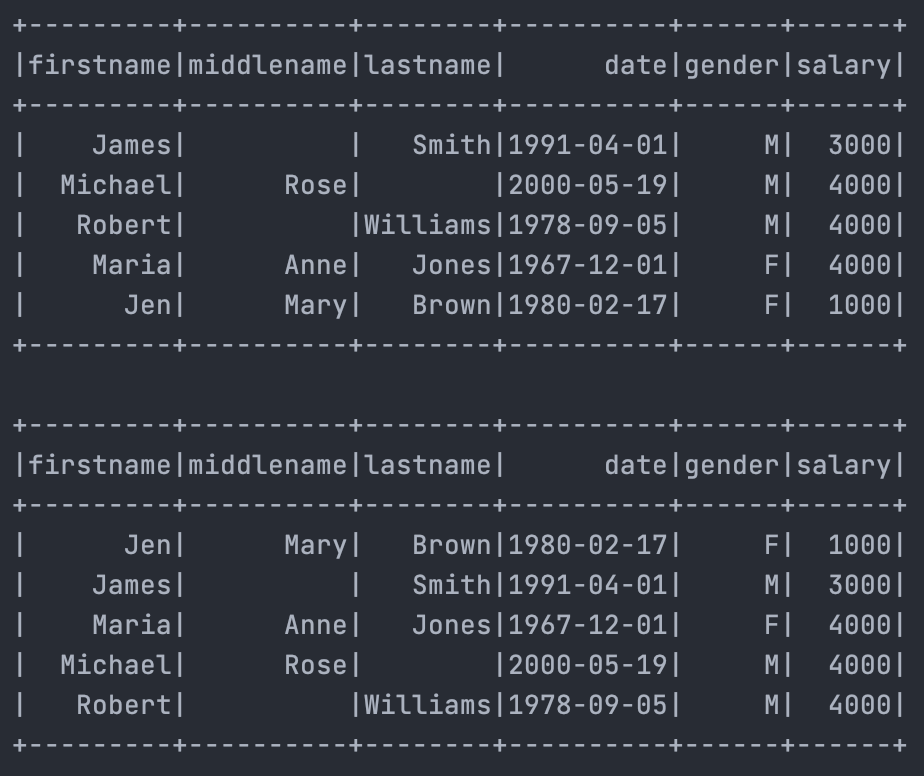 +---------+----------+--------+----------+------+------+
|firstname|middlename|lastname|      date|gender|salary|
+---------+----------+--------+----------+------+------+
|    James|          |   Smith|1991-04-01|     M|  3000|
|  Michael|      Rose|        |2000-05-19|     M|  4000|
|   Robert|          |Williams|1978-09-05|     M|  4000|
|    Maria|      Anne|   Jones|1967-12-01|     F|  4000|
|      Jen|      Mary|   Brown|1980-02-17|     F|  1000|
+---------+----------+--------+----------+------+------+

+---------+----------+--------+----------+------+------+
|firstname|middlename|lastname|      date|gender|salary|
+---------+----------+--------+----------+------+------+
|      Jen|      Mary|   Brown|1980-02-17|     F|  1000|
|    James|          |   Smith|1991-04-01|     M|  3000|
|    Maria|      Anne|   Jones|1967-12-01|     F|  4000|
|  Michael|      Rose|        |2000-05-19|     M|  4000|
|   Robert|          |Williams|1978-09-05|     M|  4000|
+---------+----------+--------+----------+------+------+